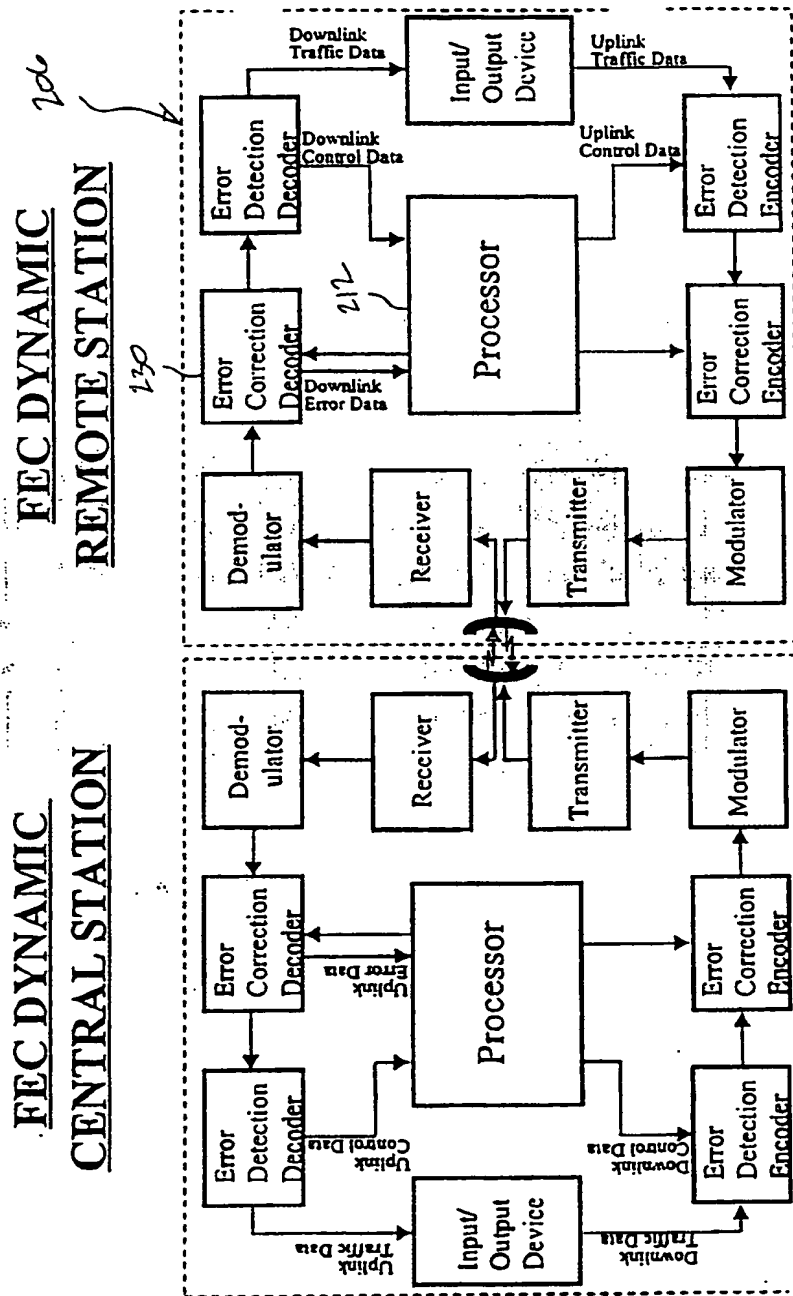 FEC DYNAMIC
CENTRAL STATION
Error
Detection
Decoder
Error
Correction
Decoder
Demod-
ulator
Uplink
Traffic Data
Uplink
Control Data
Uplink
Error Data
Input/
Output
Device
Processor
Receiver
Transmitter
Downlink
Traffic Data
Downlink
Control Data
Error
Detection
Encoder
Error
Correction
Encoder
Modulator
FEC DYNAMIC
REMOTE STATION
206
230
Demod-
ulator
Error
Correction
Decoder
Error
Detection
Decoder
Downlink
Error Data
Downlink
Control Data
Downlink
Traffic Data
212
Receiver
Transmitter
Processor
Input/
Output
Device
Uplink
Control Data
Uplink
Traffic Data
Modulator
Error
Correction
Encoder
Error
Detection
Encoder